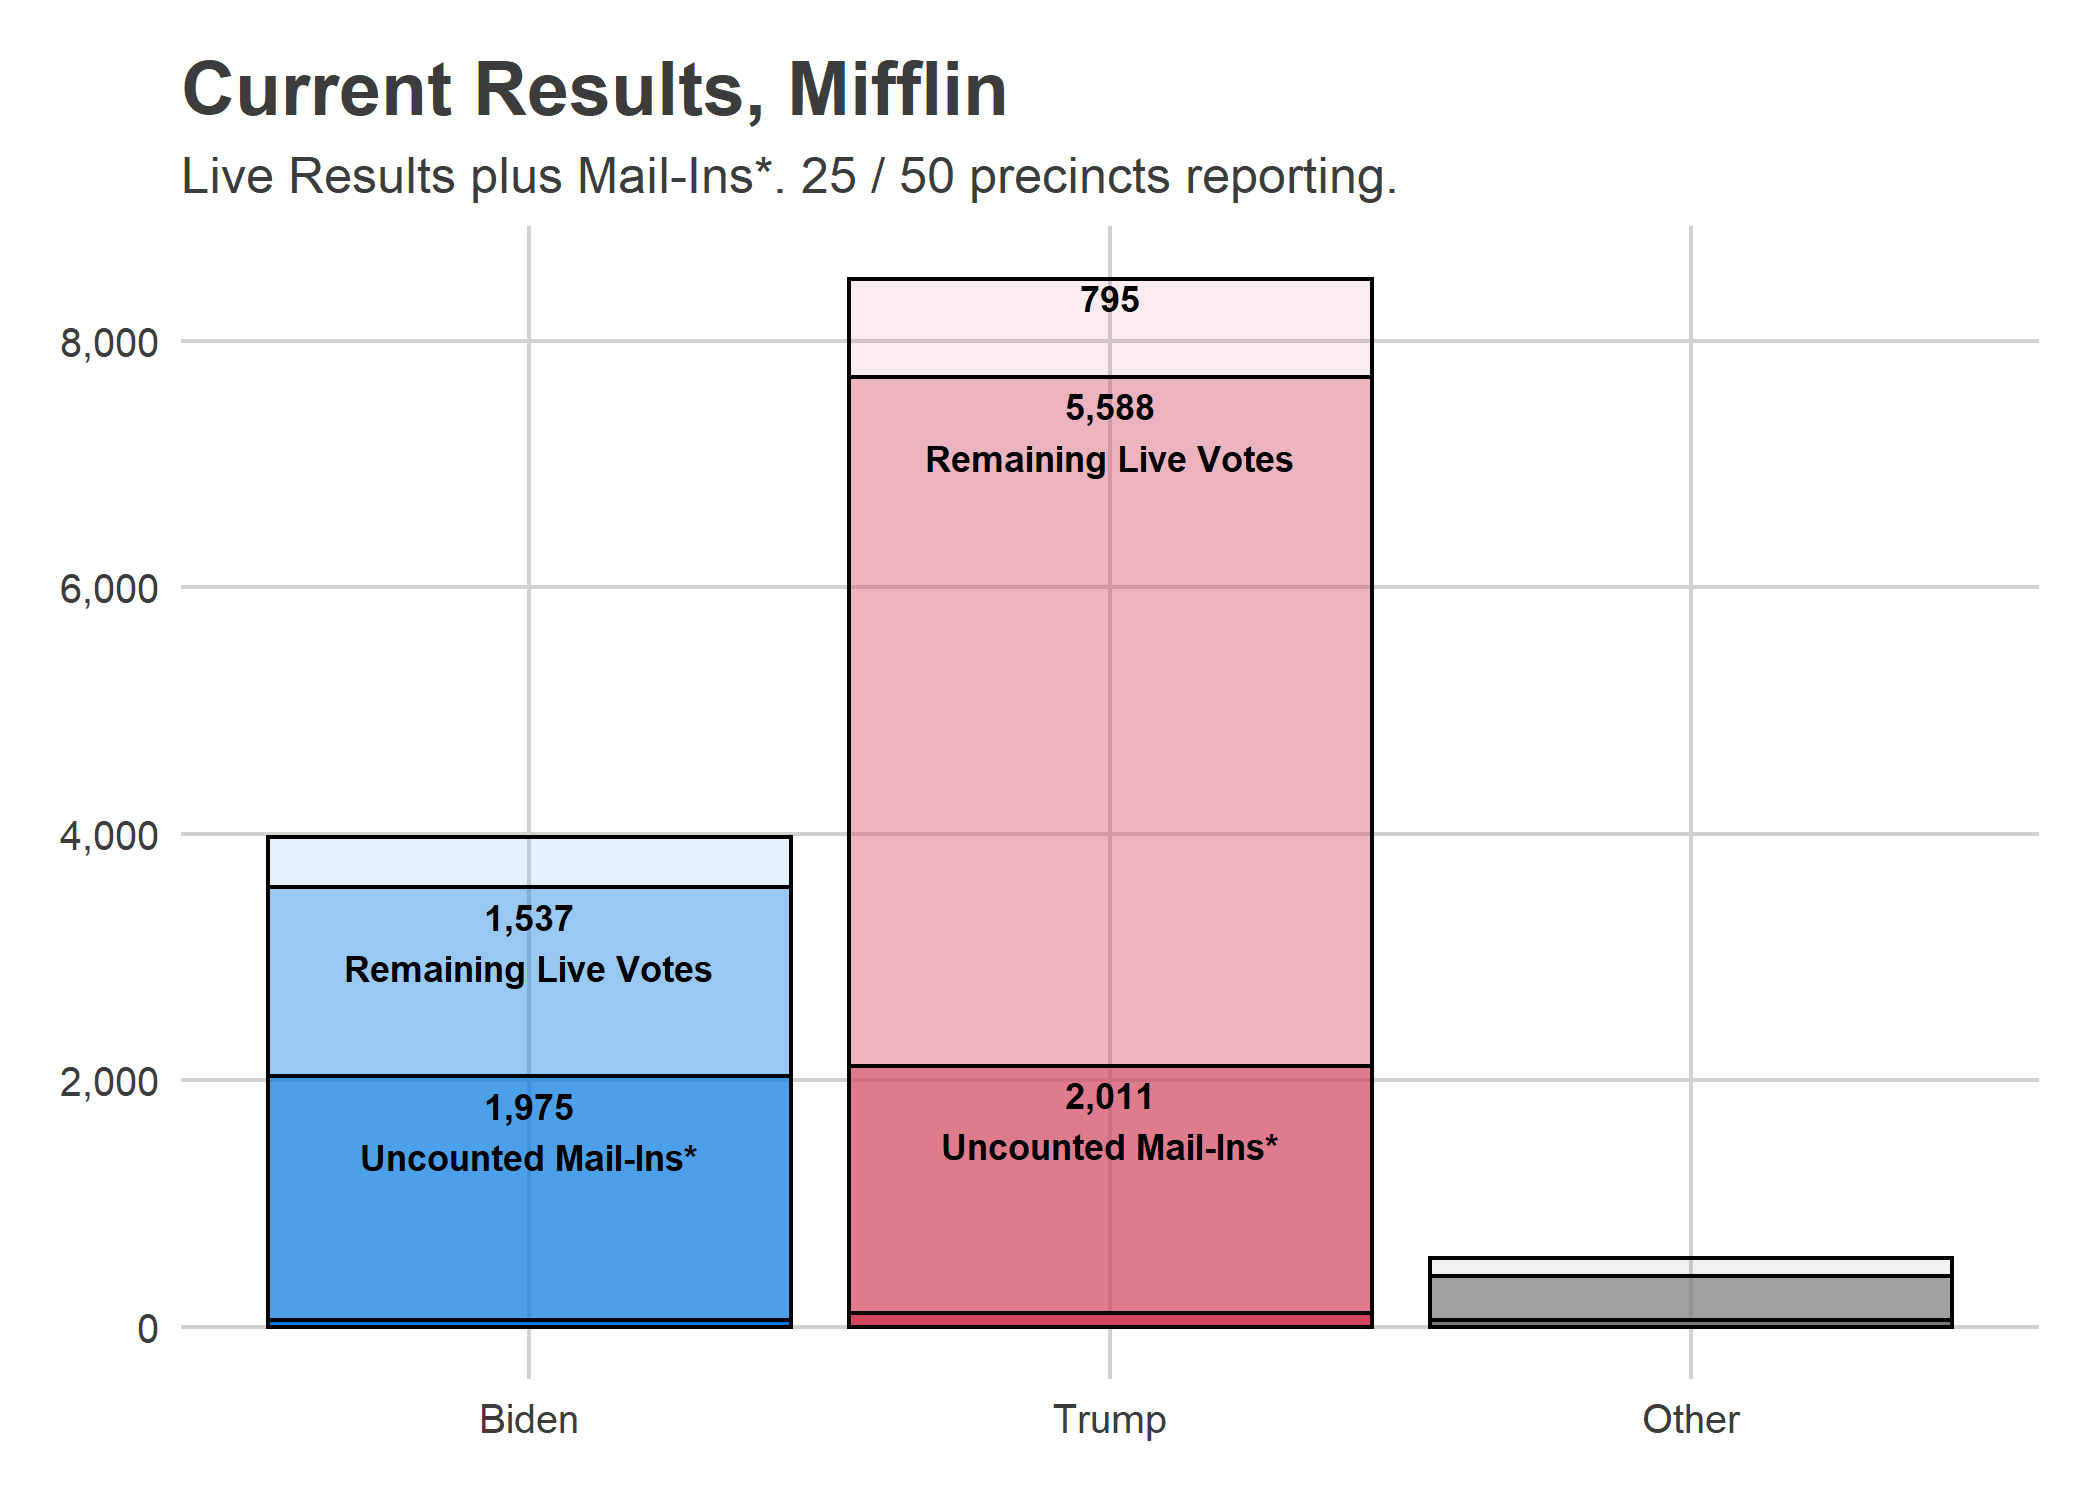 Current Results, Mifflin
Live Results plus Mail-Ins*. 25 / 50 precincts reporting.
8,000
6,000
4,000
2,000
0
795
5,588
Remaining Live Votes
1,537
Remaining Live Votes
1,975
Uncounted Mail-Ins*
2,011
Uncounted Mail-Ins*
Biden
Trump
Other